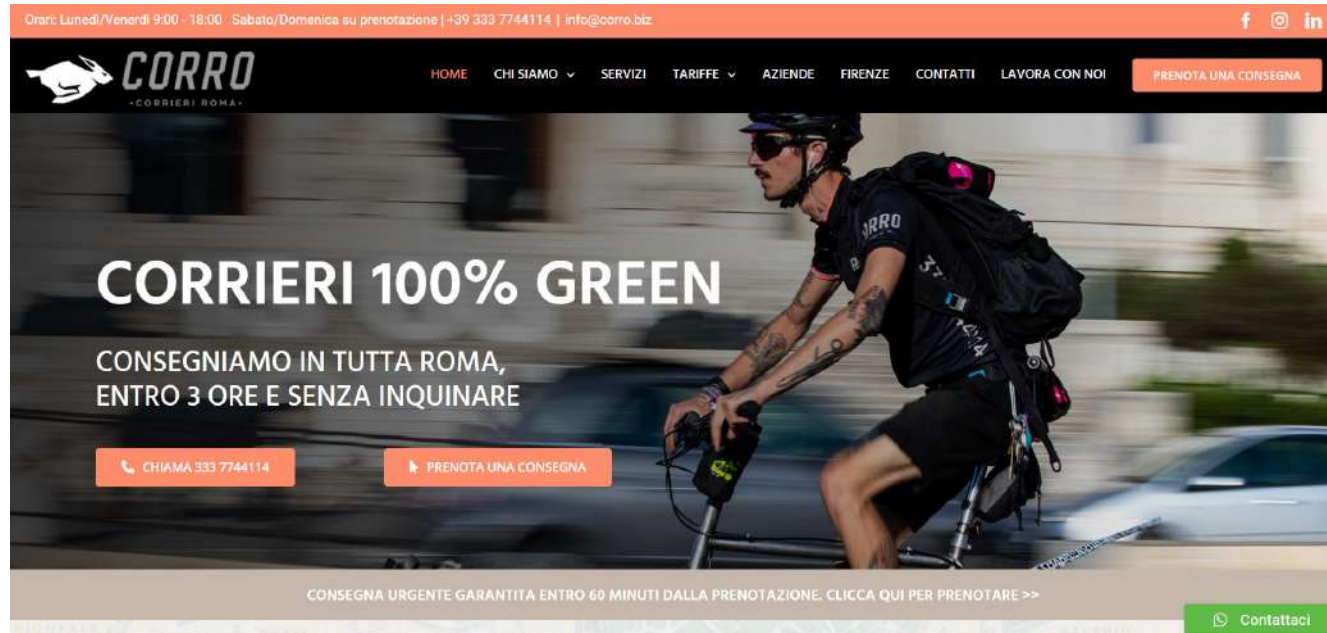 Orari: Lunedì/Venerdì 9:00 - 18:00 Sabato/Domenica su prenotazione | +39 333 7744114 | info@corro.biz
f in
CORRO
·CORRIERI ROMA·
HOME CHI SIAMO SERVIZI TARIFFE AZIENDE FIRENZE CONTATTI LAVORA CON NOI PRENOTA UNA CONSEGNA
CORRIERI 100% GREEN
CONSEGNIAMO IN TUTTA ROMA,
ENTRO 3 ORE E SENZA INQUINARE
CHIAMA 333 7744114 PRENOTA UNA CONSEGNA
CONSEGNA URGENTE GARANTITA ENTRO 60 MINUTI DALLA PRENOTAZIONE. CLICCA QUI PER PRENOTARE >>
Contattaci